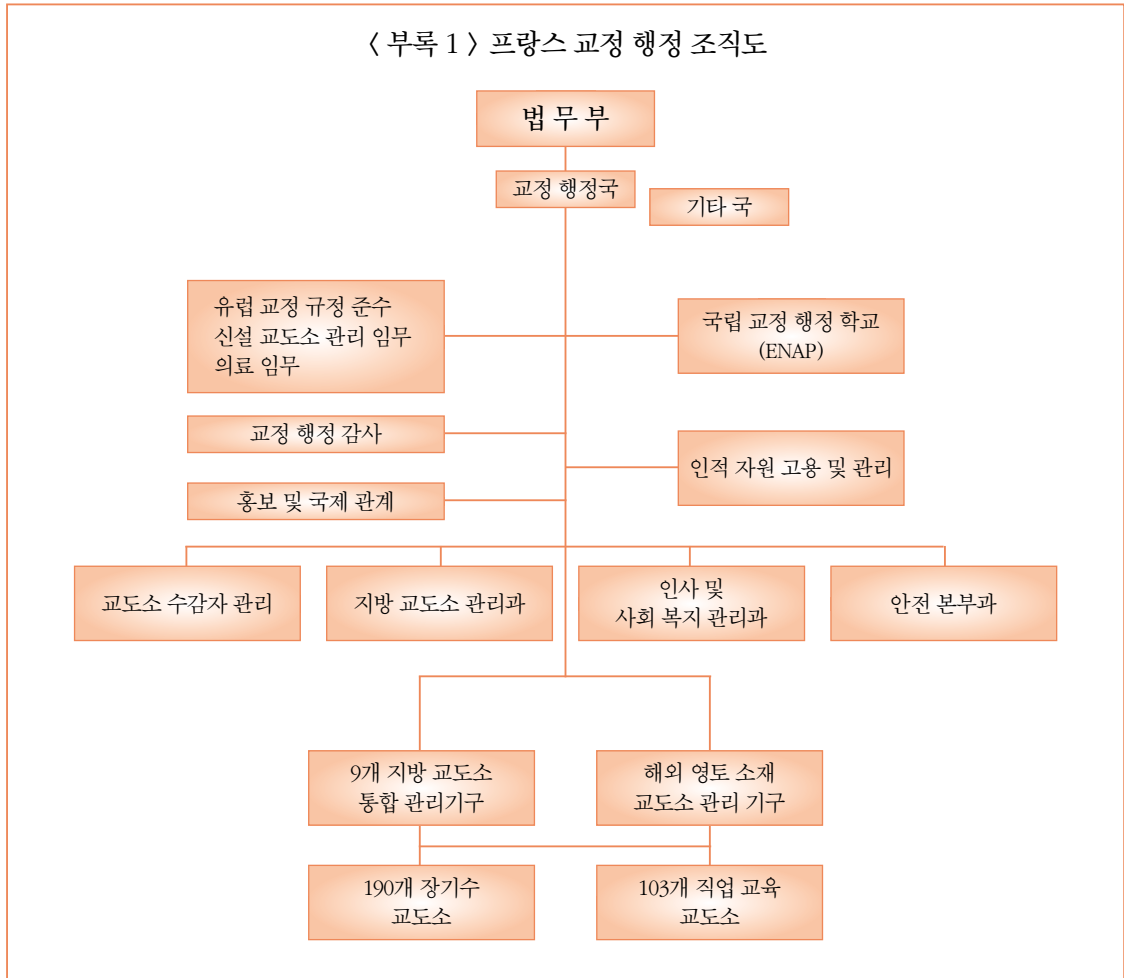 〈 부록 1 〉 프랑스 교정 행정 조직도
법 무 부
교정 행정국
기타 국
유럽 교정 규정 준수
신설 교도소 관리 임무
의료 임무
국립 교정 행정 학교
(ENAP)
교정 행정 감사
인적 자원 고용 및 관리
홍보 및 국제 관계
교도소 수감자 관리
지방 교도소 관리과
인사 및
사회 복지 관리과
안전 본부과
9개 지방 교도소
통합 관리기구
해외 영토 소재
교도소 관리 기구
190개 장기수
교도소
103개 직업 교육
교도소